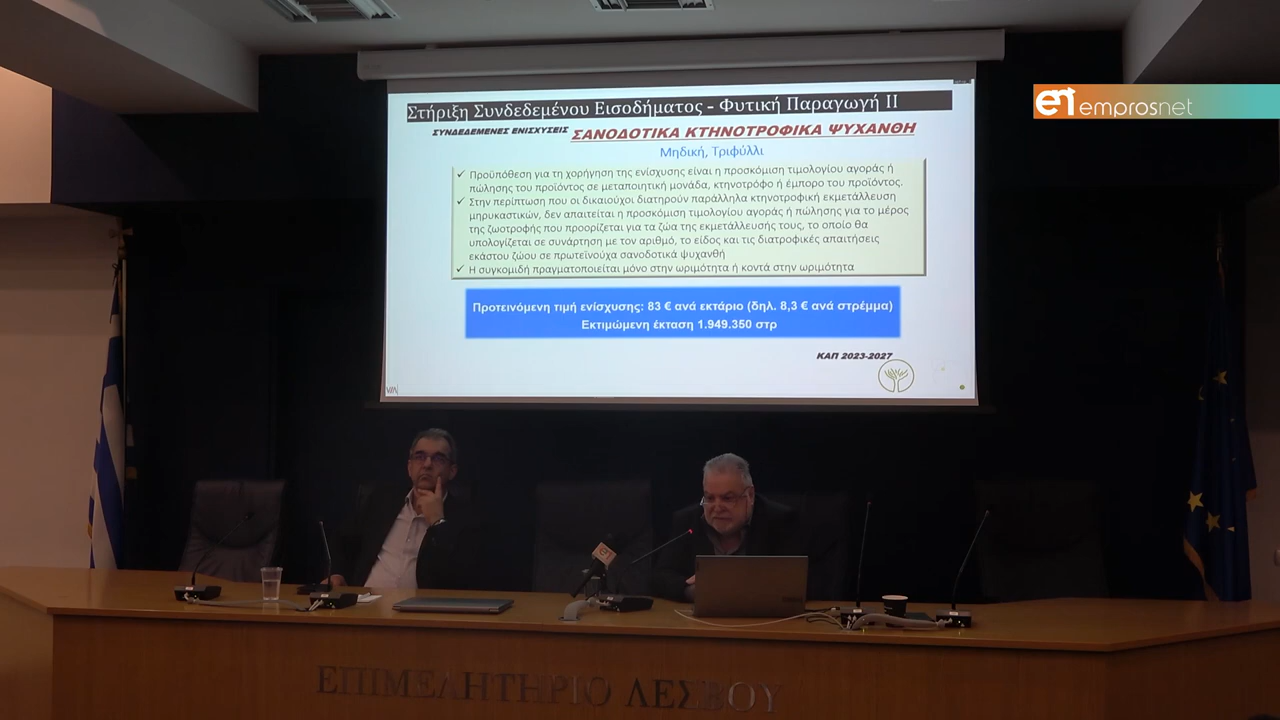 emprosnet
Στήριξη Συνδεδεμένου Εισοδήματος – Φυτική Παραγωγή ΙΙ
ΣΥΝΔΕΔΕΜΕΝΕΣ ΕΝΙΣΧΥΣΕΙΣ ΣΑΝΟΔΟΤΙΚΑ ΚΤΗΝΟΤΡΟΦΙΚΑ ΨΥΧΑΝΘΗ
Μηδική, Τριφύλλι
✓ Προϋπόθεση για τη χορήγηση της ενίσχυσης είναι η προσκόμιση τιμολογίου αγοράς ή
πώλησης του προϊόντος σε μεταποιητική μονάδα, κτηνοτρόφο ή έμπορο του προϊόντος.
✓ Στην περίπτωση που οι δικαιούχοι διατηρούν παράλληλα κτηνοτροφική εκμετάλλευση
μηρυκαστικών, δεν απαιτείται η προσκόμιση τιμολογίου αγοράς ή πώλησης για το μέρος
της ζωοτροφής που προορίζεται για τα ζώα της εκμετάλλευσής τους, το οποίο θα
υπολογίζεται σε συνάρτηση με τον αριθμό, το είδος και τις διατροφικές απαιτήσεις
εκάστου ζώου σε πρωτεϊνούχα σανοδοτικά ψυχανθή
✓ Η συγκομιδή πραγματοποιείται μόνο στην ωριμότητα ή κοντά στην ωριμότητα
Προτεινόμενη τιμή ενίσχυσης: 83 € ανά εκτάριο (δηλ. 8,3 € ανά στρέμμα)
Εκτιμώμενη έκταση 1.949.350 στρ
ΚΑΠ 2023-2027
ΕΠΙΜΕΛΗΤΗΡΙΟ ΛΕΣΒΟΥ